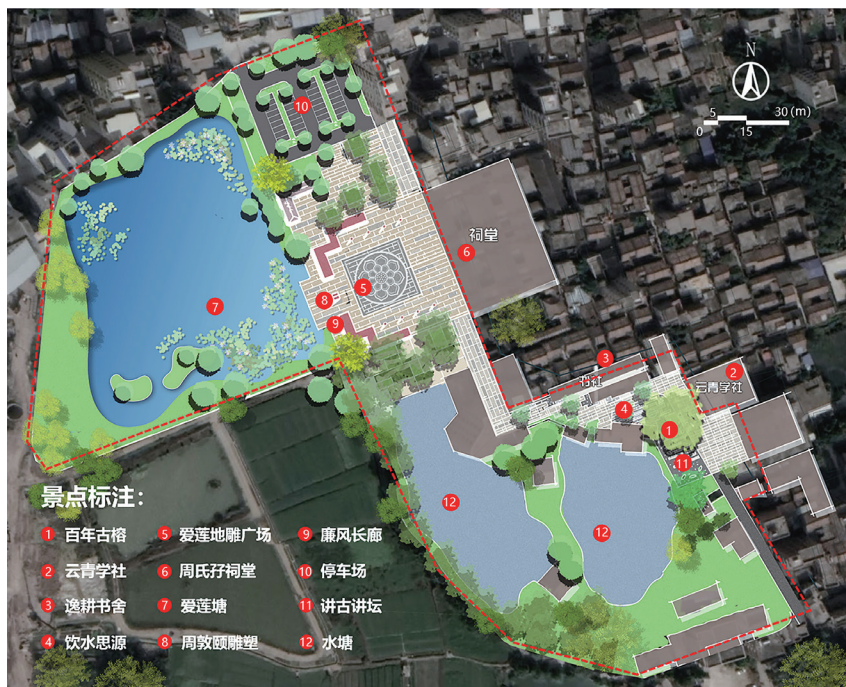 N
5 30 (m)
0 15
10
祠堂
6
5
8
7
9
3
2
书社
云青学社
4
1
11
12
12
景点标注：
1 百年古榕 5 爱莲地雕广场 9 廉风长廊
2 云青学社 6 周氏孖祠堂 10 停车场
3 逸耕书舍 7 爱莲塘 11 讲古讲坛
4 饮水思源 8 周敦颐雕塑 12 水塘